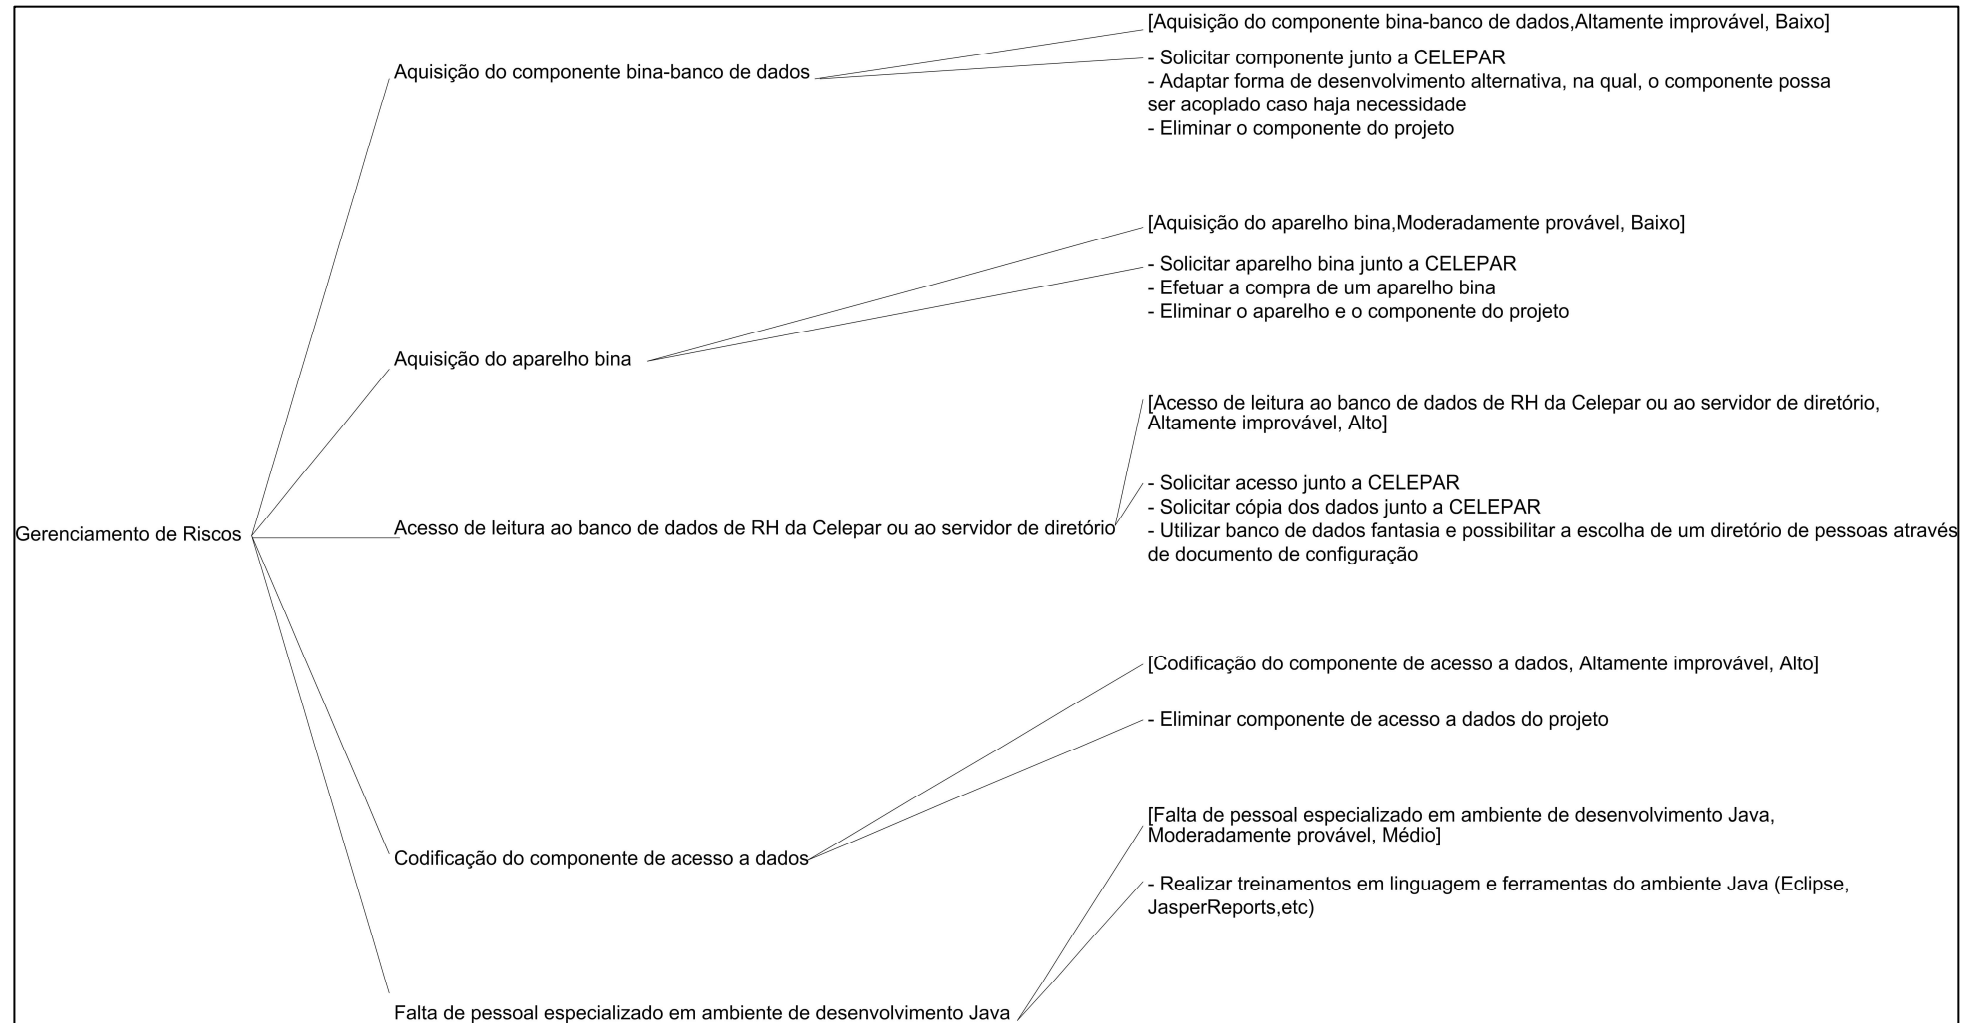 [Aquisição do componente bina-banco de dados,Altamente improvável, Baixo]
Aquisição do componente bina-banco de dados
- Solicitar componente junto a CELEPAR
- Adaptar forma de desenvolvimento alternativa, na qual, o componente possa
ser acoplado caso haja necessidade
- Eliminar o componente do projeto
[Aquisição do aparelho bina,Moderadamente provável, Baixo]
- Solicitar aparelho bina junto a CELEPAR
- Efetuar a compra de um aparelho bina
- Eliminar o aparelho e o componente do projeto
Aquisição do aparelho bina
[Acesso de leitura ao banco de dados de RH da Celepar ou ao servidor de diretório,
Altamente improvável, Alto]
- Solicitar acesso junto a CELEPAR
- Solicitar cópia dos dados junto a CELEPAR
Gerenciamento de Riscos
Acesso de leitura ao banco de dados de RH da Celepar ou ao servidor de diretório
- Utilizar banco de dados fantasia e possibilitar a escolha de um diretório de pessoas através
de documento de configuração
[Codificação do componente de acesso a dados, Altamente improvável, Alto]
- Eliminar componente de acesso a dados do projeto
Codificação do componente de acesso a dados
[Falta de pessoal especializado em ambiente de desenvolvimento Java,
Moderadamente provável, Médio]
- Realizar treinamentos em linguagem e ferramentas do ambiente Java (Eclipse,
JasperReports,etc)
Falta de pessoal especializado em ambiente de desenvolvimento Java